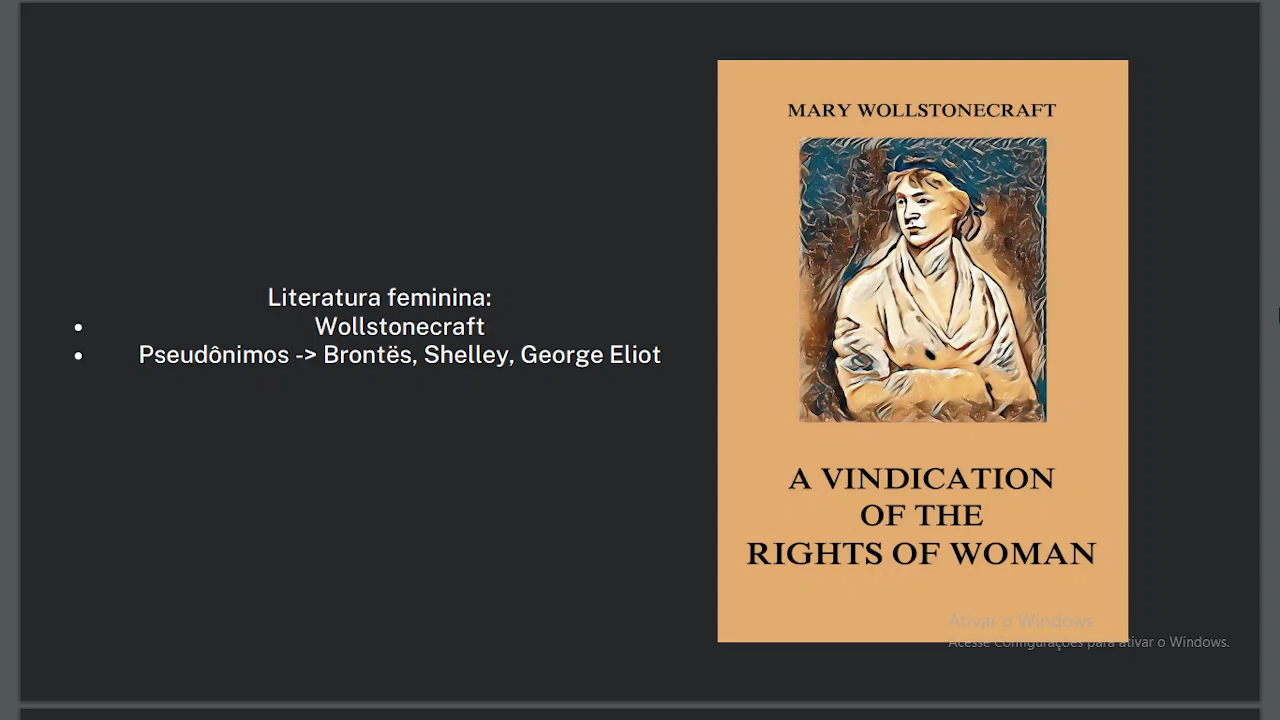 Literatura feminina:
• Wollstonecraft
• Pseudônimos -> Brontës, Shelley, George Eliot
MARY WOLLSTONECRAFT
A VINDICATION
OF THE
RIGHTS OF WOMAN
Ativar o Windows
Acesse Configurações para ativar o Windows.